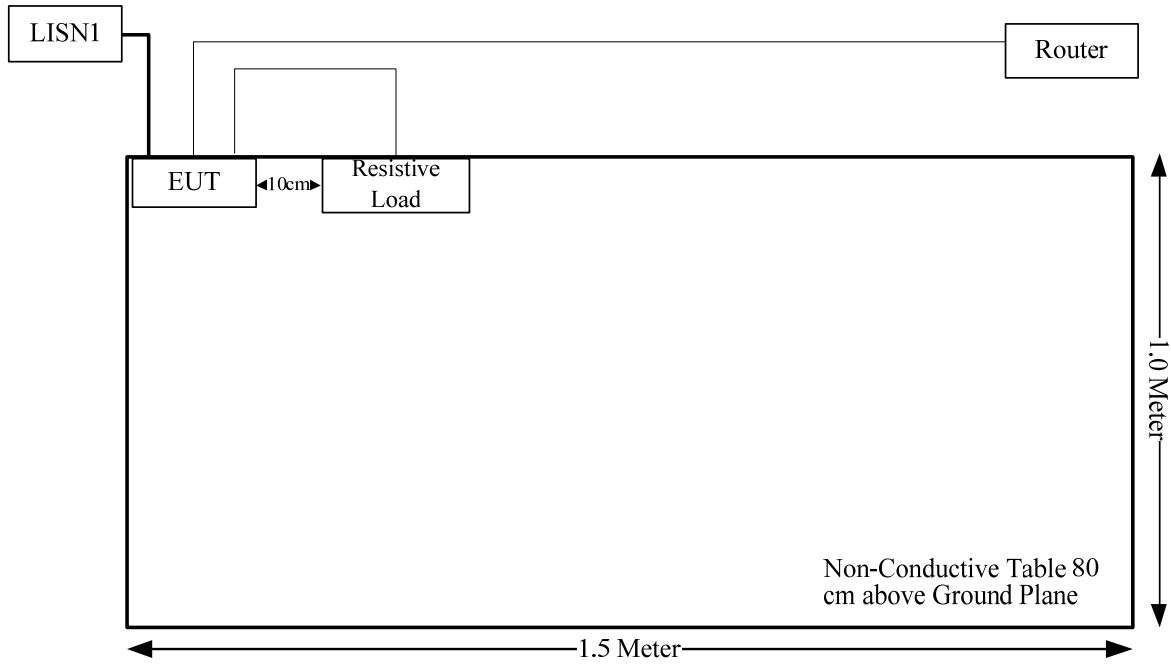 LISN1
Router
EUT
10cm
Resistive
Load
1.0 Meter
Non-Conductive Table 80
cm above Ground Plane
1.5 Meter